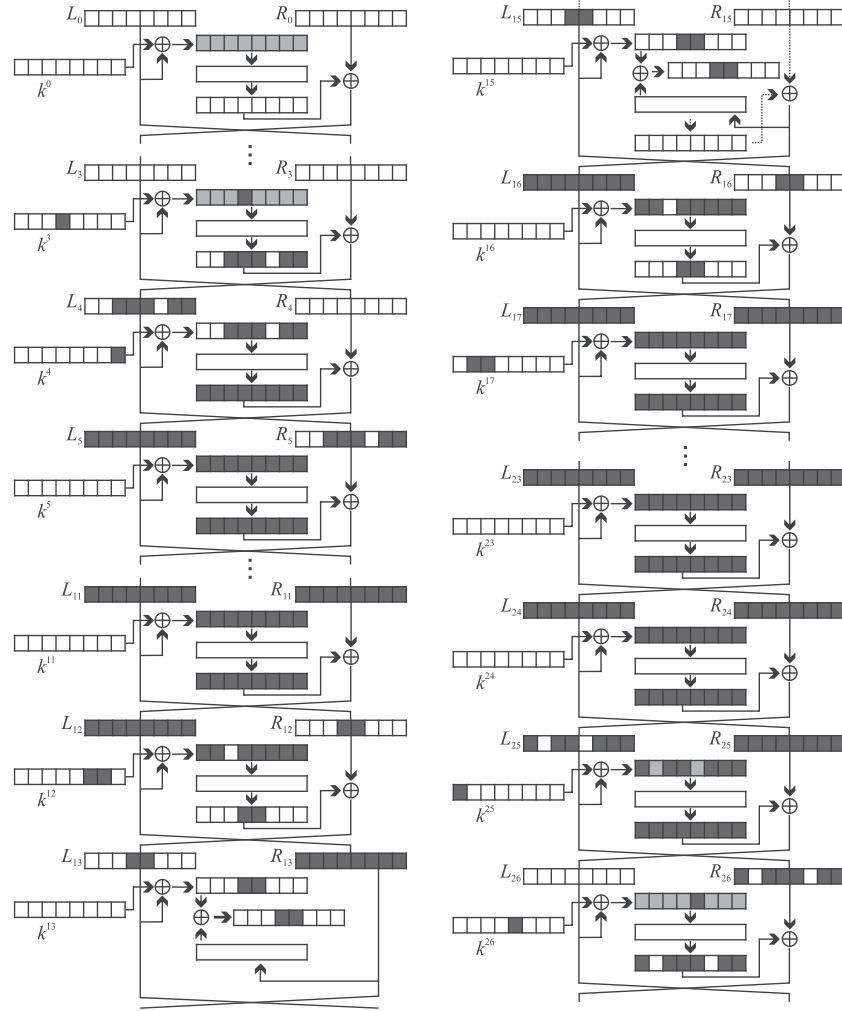 L₀ R₀
k⁰
⋮
L₃ R₃
k³
L₄ R₄
k⁴
L₅ R₅
k⁵
⋮
L₁₁ R₁₁
k¹¹
L₁₂ R₁₂
k¹²
L₁₃ R₁₃
k¹³
L₁₅ R₁₅
k¹⁵
L₁₆ R₁₆
k¹⁶
L₁₇ R₁₇
k¹⁷
⋮
L₂₃ R₂₃
k²³
L₂₄ R₂₄
k²⁴
L₂₅ R₂₅
k²⁵
L₂₆ R₂₆
k²⁶